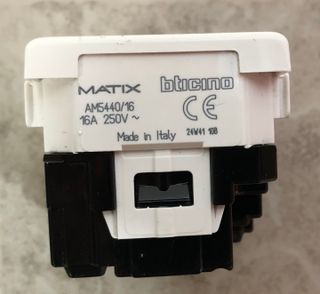 MATIX bticino
AM5440/16
16A 250V ~ CE
Made in Italy 24W41 108